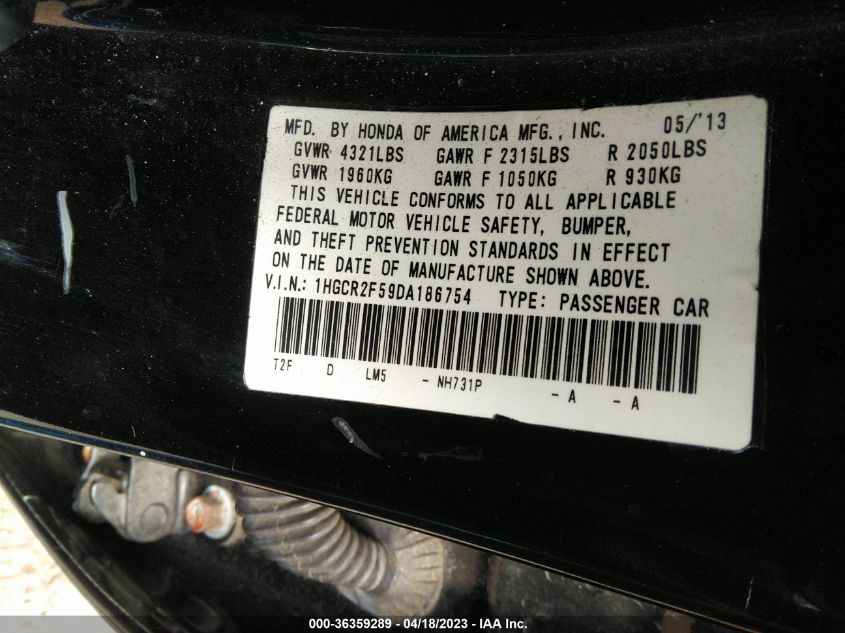 MFD. BY HONDA OF AMERICA MFG., INC. 05/'13
GVWR 4321LBS GAWR F 2315LBS R 2050LBS
GVWR 1960KG GAWR F 1050KG R 930KG
THIS VEHICLE CONFORMS TO ALL APPLICABLE
FEDERAL MOTOR VEHICLE SAFETY, BUMPER,
AND THEFT PREVENTION STANDARDS IN EFFECT
ON THE DATE OF MANUFACTURE SHOWN ABOVE.
V.I.N.: 1HGCR2F59DA186754 TYPE: PASSENGER CAR
T2F D LM5 - NH731P - A - A
000-36359289 - 04/18/2023 - IAA Inc.